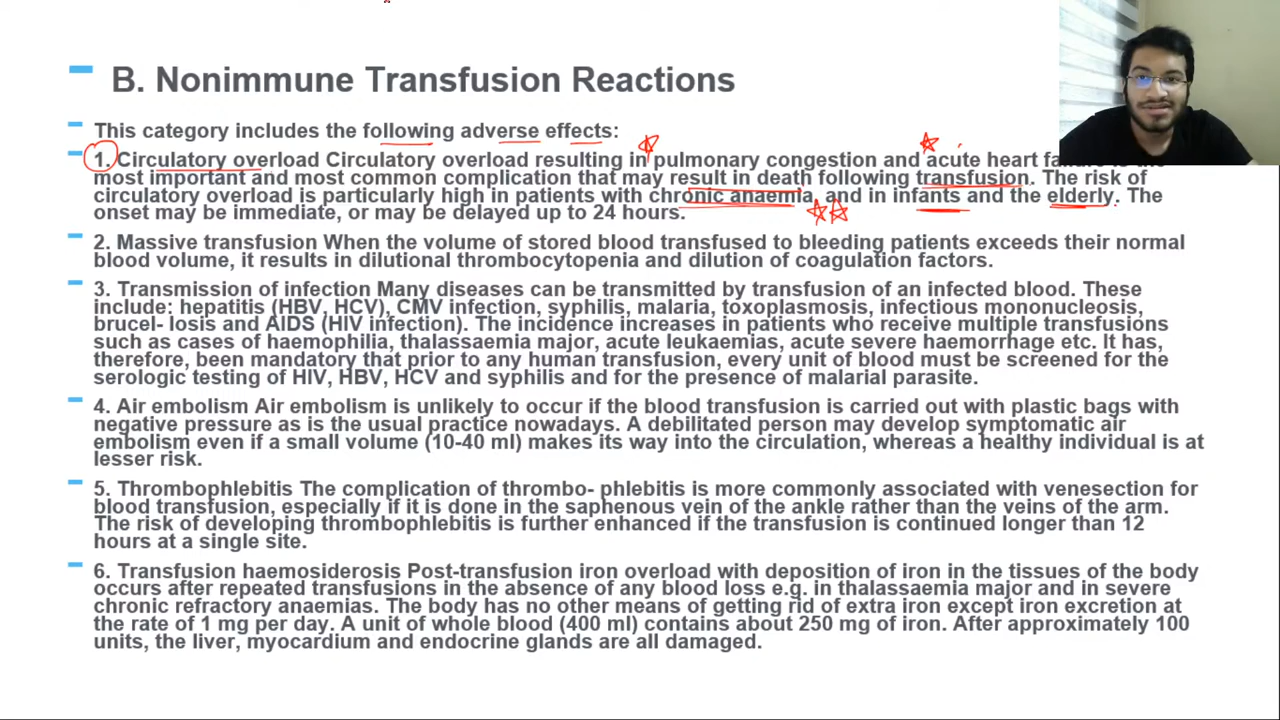 B. Nonimmune Transfusion Reactions
This category includes the following adverse effects:
1. Circulatory overload Circulatory overload resulting in pulmonary congestion and acute heart failure is the
most important and most common complication that may result in death following transfusion. The risk of
circulatory overload is particularly high in patients with chronic anaemia, and in infants and the elderly. The
onset may be immediate, or may be delayed up to 24 hours.
2. Massive transfusion When the volume of stored blood transfused to bleeding patients exceeds their normal
blood volume, it results in dilutional thrombocytopenia and dilution of coagulation factors.
3. Transmission of infection Many diseases can be transmitted by transfusion of an infected blood. These
include: hepatitis (HBV, HCV), CMV infection, syphilis, malaria, toxoplasmosis, infectious mononucleosis,
brucel- losis and AIDS (HIV infection). The incidence increases in patients who receive multiple transfusions
such as cases of haemophilia, thalassaemia major, acute leukaemias, acute severe haemorrhage etc. It has,
therefore, been mandatory that prior to any human transfusion, every unit of blood must be screened for the
serologic testing of HIV, HBV, HCV and syphilis and for the presence of malarial parasite.
4. Air embolism Air embolism is unlikely to occur if the blood transfusion is carried out with plastic bags with
negative pressure as is the usual practice nowadays. A debilitated person may develop symptomatic air
embolism even if a small volume (10-40 ml) makes its way into the circulation, whereas a healthy individual is at
lesser risk.
5. Thrombophlebitis The complication of thrombo- phlebitis is more commonly associated with venesection for
blood transfusion, especially if it is done in the saphenous vein of the ankle rather than the veins of the arm.
The risk of developing thrombophlebitis is further enhanced if the transfusion is continued longer than 12
hours at a single site.
6. Transfusion haemosiderosis Post-transfusion iron overload with deposition of iron in the tissues of the body
occurs after repeated transfusions in the absence of any blood loss e.g. in thalassaemia major and in severe
chronic refractory anaemias. The body has no other means of getting rid of extra iron except iron excretion at
the rate of 1 mg per day. A unit of whole blood (400 ml) contains about 250 mg of iron. After approximately 100
units, the liver, myocardium and endocrine glands are all damaged.